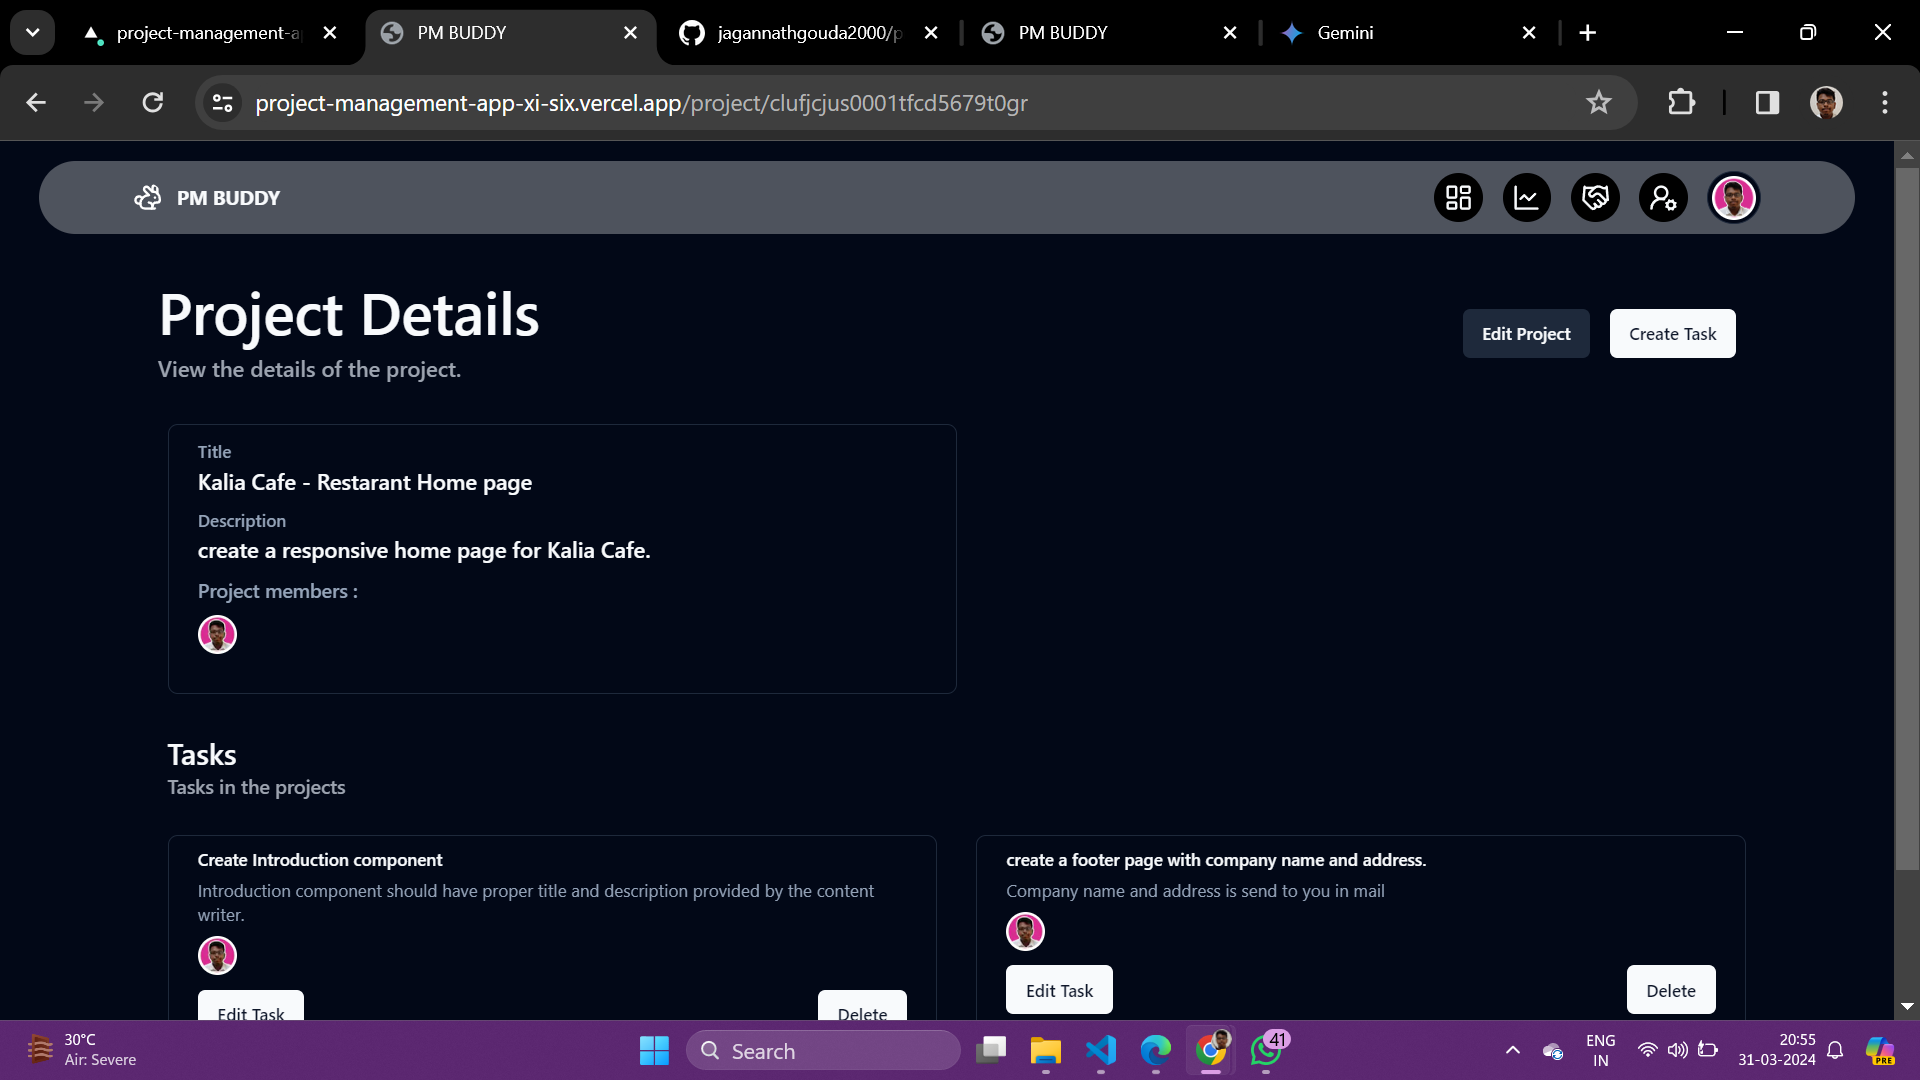 project-management-a
PM BUDDY
jagannathgouda2000/p
PM BUDDY
Gemini
project-management-app-xi-six.vercel.app/project/clufjcjus0001tfcd5679t0gr
PM BUDDY
Project Details
View the details of the project.
Edit Project
Create Task
Title
Kalia Cafe - Restarant Home page
Description
create a responsive home page for Kalia Cafe.
Project members :
Tasks
Tasks in the projects
Create Introduction component
Introduction component should have proper title and description provided by the content
writer.
Edit Task
Delete
create a footer page with company name and address.
Company name and address is send to you in mail
Edit Task
Delete
30°C
Air: Severe
Search
41
ENG
IN
20:55
31-03-2024
PRE